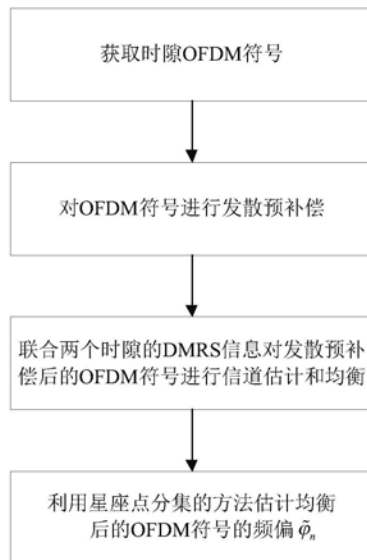 获取时隙OFDM符号
对OFDM符号进行发散预补偿
联合两个时隙的DMRS信息对发散预补
偿后的OFDM符号进行信道估计和均衡
利用星座点分集的方法估计均衡
后的OFDM符号的频偏 φ̃ₙ